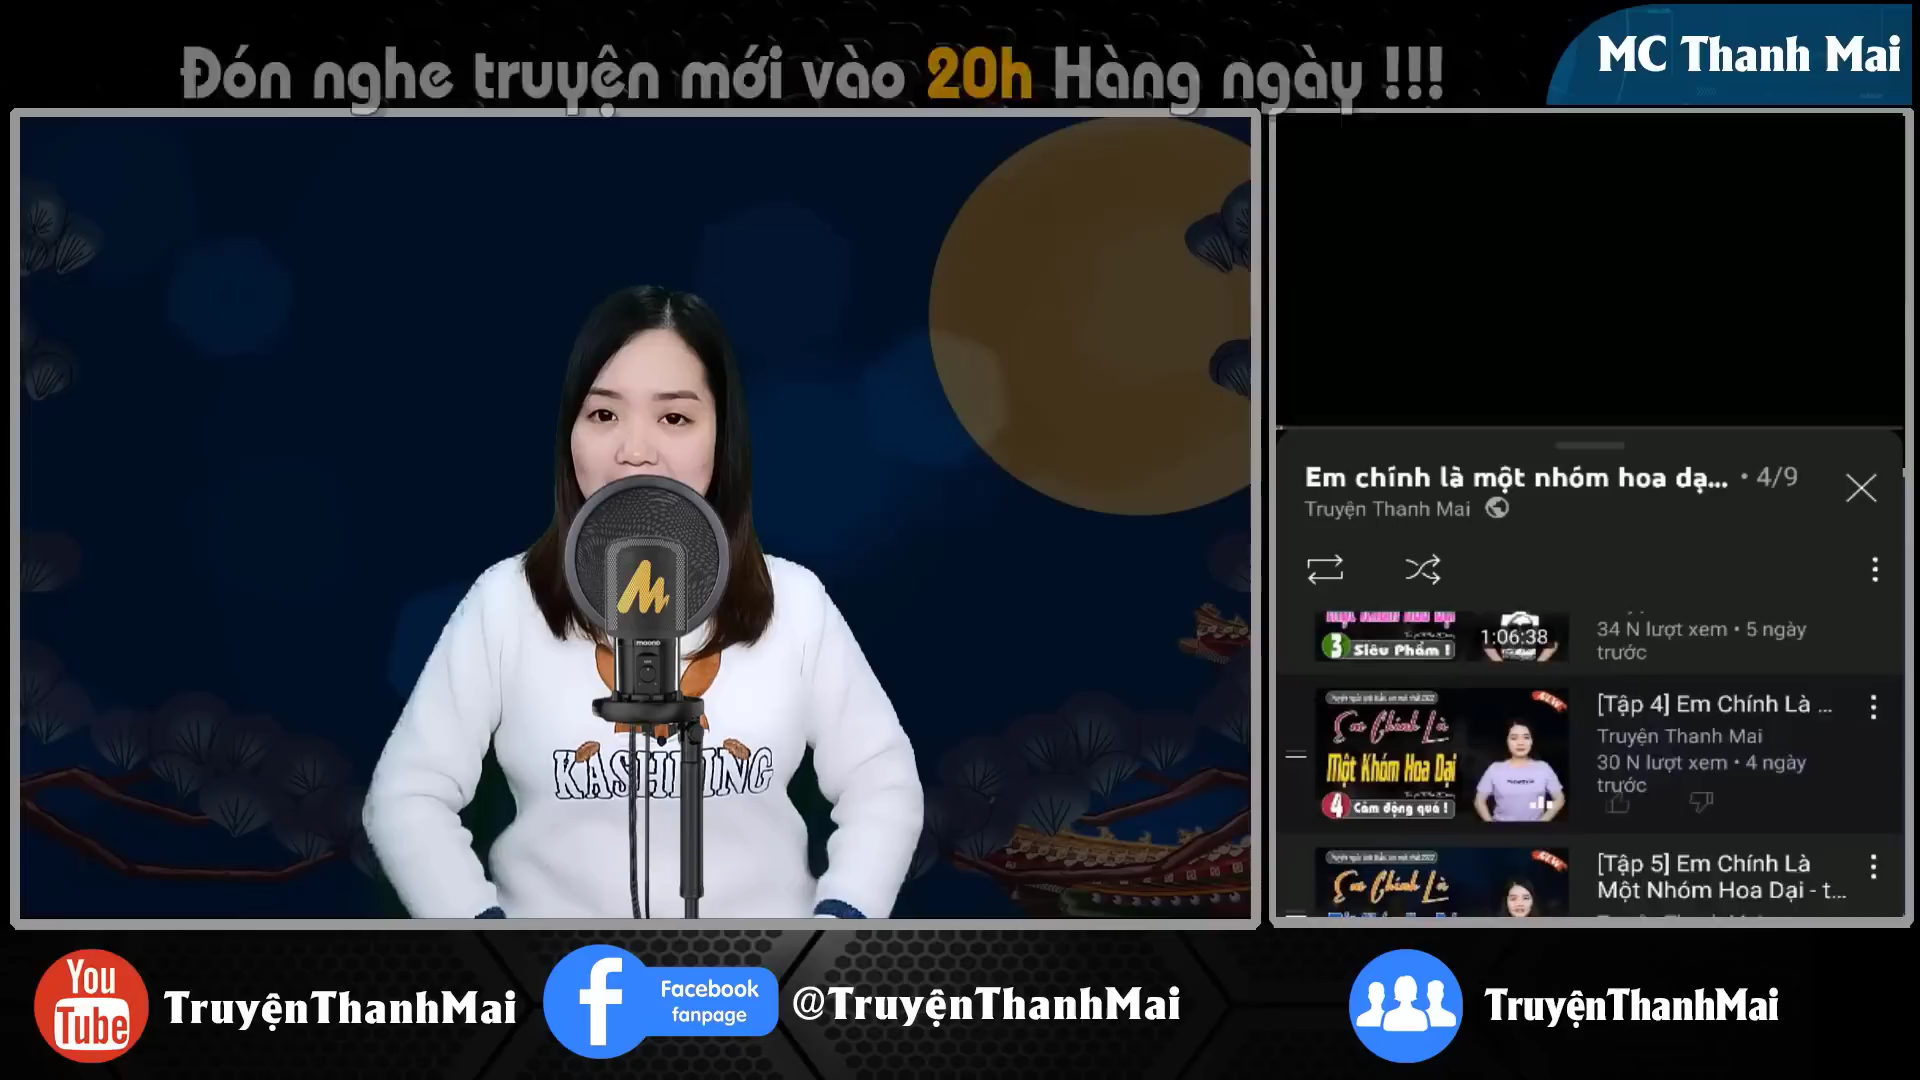 Đón nghe truyện mới vào 20h Hàng ngày !!!
MC Thanh Mai
KASH
NG
maono
Em chính là một nhóm hoa dạ... • 4/9
Truyện Thanh Mai
3 Siêu Phẩm !
1:06:38
34 N lượt xem • 5 ngày
trước
Em Chính Là
Một Khóm Hoa Dại
4 Cảm động quá !
[Tập 4] Em Chính Là ...
Truyện Thanh Mai
30 N lượt xem • 4 ngày
trước
Em Chính Là
[Tập 5] Em Chính Là
Một Nhóm Hoa Dại - t...
You
Tube
TruyệnThanhMai
f
Facebook
fanpage
@TruyệnThanhMai
TruyệnThanhMai